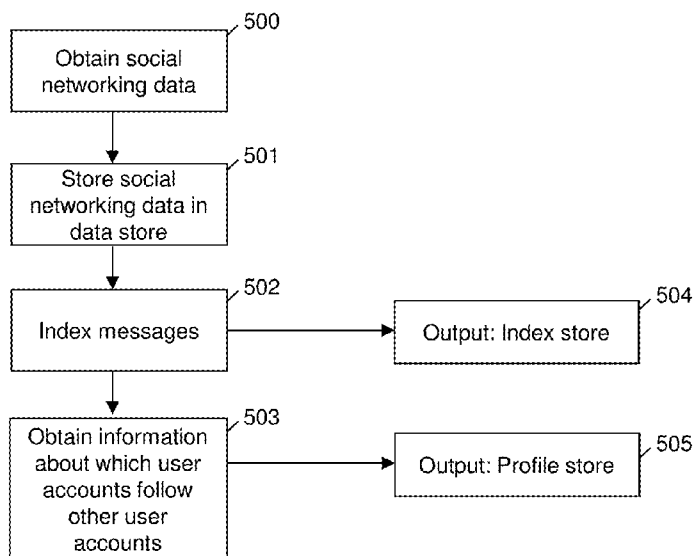 500
Obtain social
networking data
501
Store social
networking data in
data store
502
Index messages
504
Output: Index store
503
Obtain information
about which user
accounts follow
other user
accounts
505
Output: Profile store